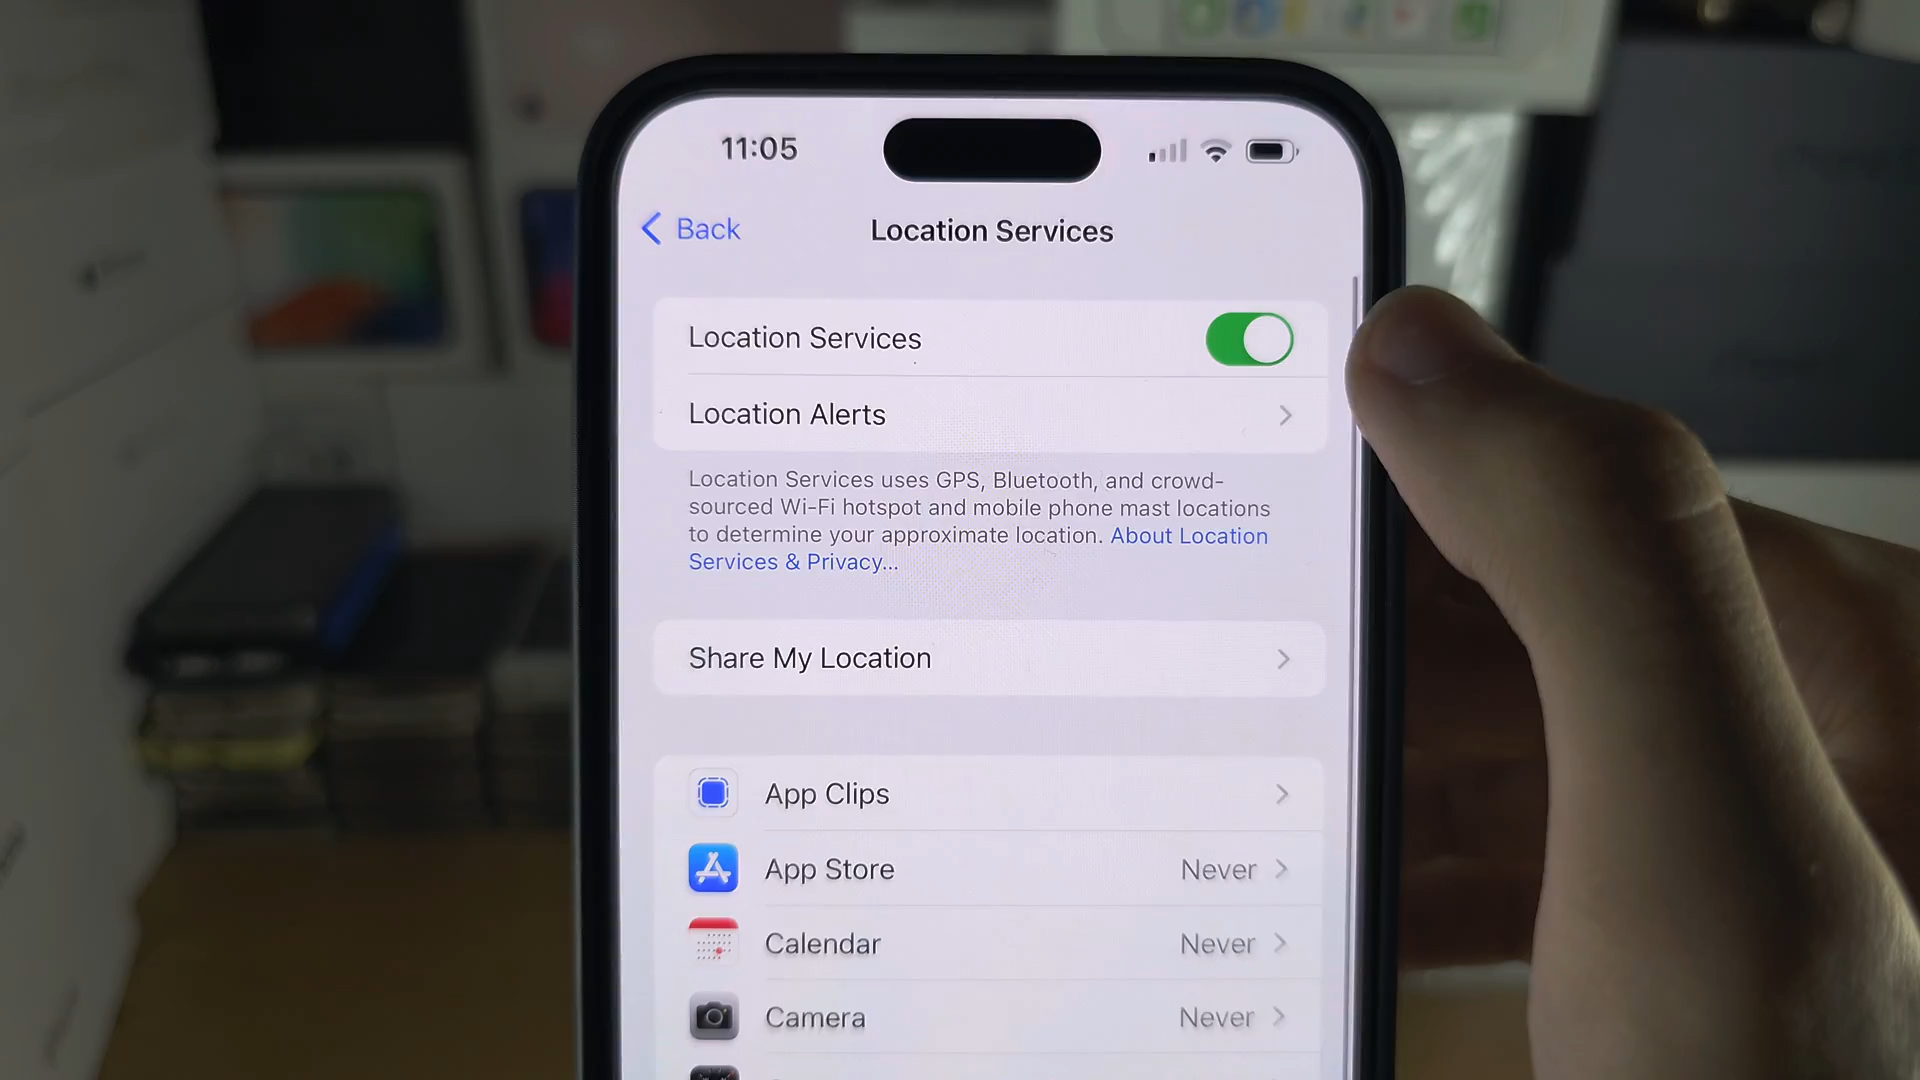 11:05
Back
Location Services
Location Services
Location Alerts
Location Services uses GPS, Bluetooth, and crowd-
sourced Wi-Fi hotspot and mobile phone mast locations
to determine your approximate location. About Location
Services & Privacy...
Share My Location
App Clips
App Store Never
Calendar Never
Camera Never